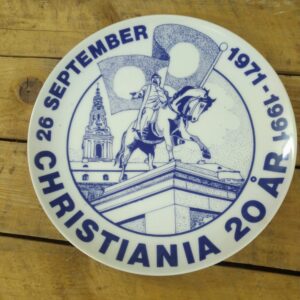 26 SEPTEMBER 1971-1991
CHRISTIANIA 20 ÅR